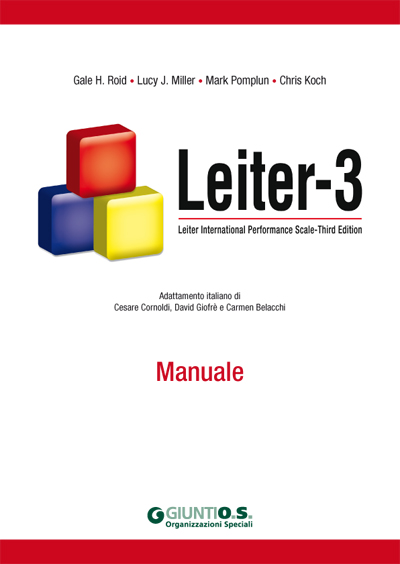 Gale H. Roid • Lucy J. Miller • Mark Pomplun • Chris Koch
Leiter-3
Leiter International Performance Scale-Third Edition
Adattamento italiano di
Cesare Cornoldi, David Giofrè e Carmen Belacchi
Manuale
GIUNTIO.S.
Organizzazioni Speciali